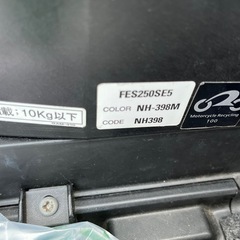 載：10Kg以下
FES250SE5
COLOR NH-398M
CODE NH398
Motorcycle Recycling
100